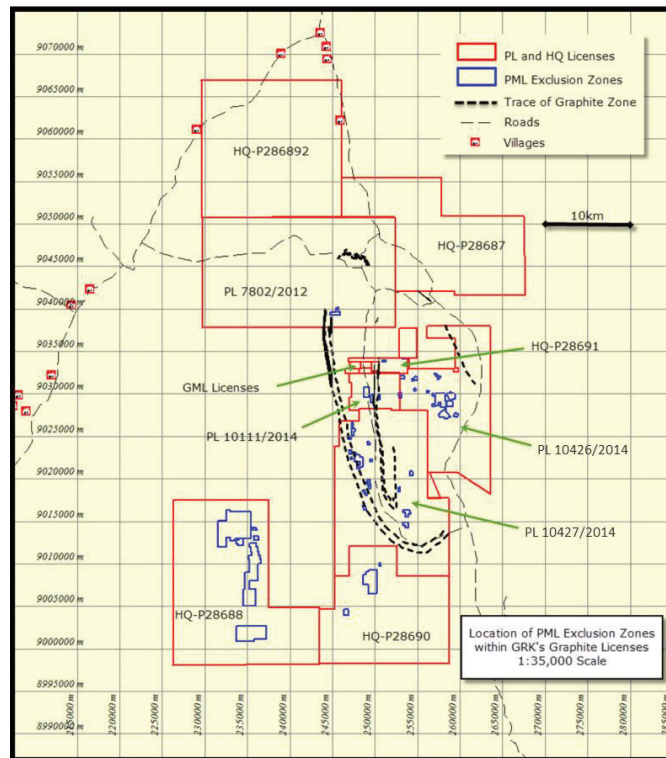 9070000 m
9065000 m
9060000 m
9055000 m
9050000 m
9045000 m
9040000 m
9035000 m
9030000 m
9025000 m
9020000 m
9015000 m
9010000 m
9005000 m
9000000 m
8995000 m
8990000 m
PL and HQ Licenses
PML Exclusion Zones
Trace of Graphite Zone
Roads
Villages
10km
HQ-P286892
HQ-P28687
PL 7802/2012
HQ-P28691
GML Licenses
PL 10111/2014
PL 10426/2014
PL 10427/2014
HQ-P28688
HQ-P28690
Location of PML Exclusion Zones
within GRK's Graphite Licenses
1:35,000 Scale
215000 m
220000 m
225000 m
230000 m
235000 m
240000 m
245000 m
250000 m
255000 m
260000 m
265000 m
270000 m
275000 m
280000 m